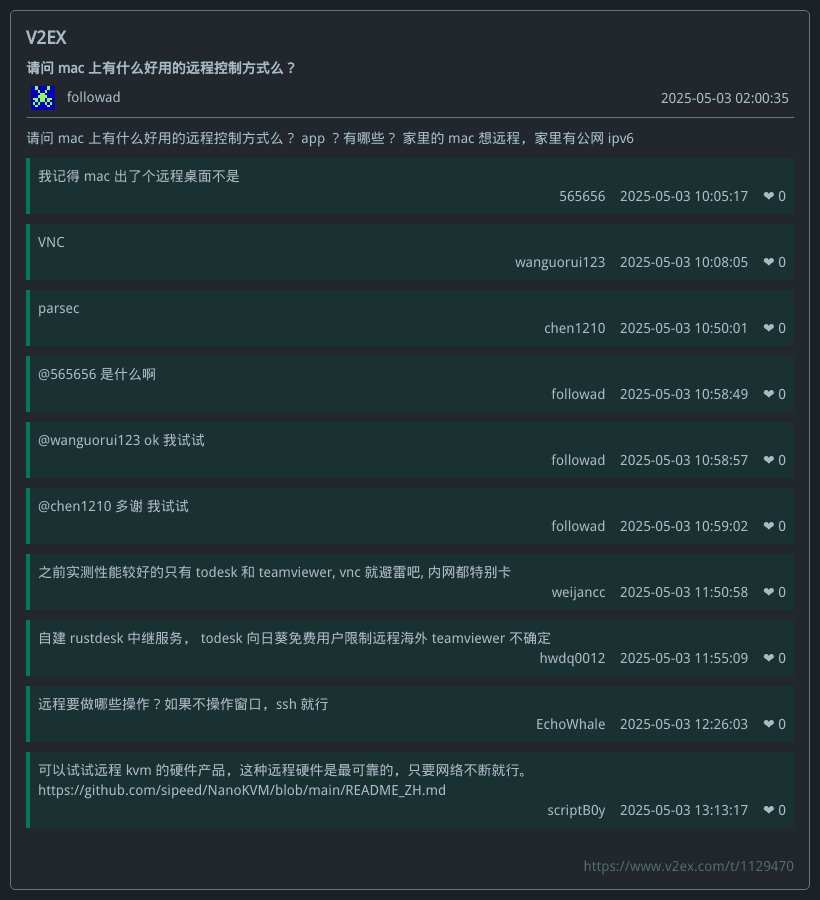 V2EX
请问 mac 上有什么好用的远程控制方式么？
followad
2025-05-03 02:00:35
请问 mac 上有什么好用的远程控制方式么？ app ？有哪些？ 家里的 mac 想远程，家里有公网 ipv6
我记得 mac 出了个远程桌面不是
565656 2025-05-03 10:05:17 ❤ 0
VNC
wanguorui123 2025-05-03 10:08:05 ❤ 0
parsec
chen1210 2025-05-03 10:50:01 ❤ 0
@565656 是什么啊
followad 2025-05-03 10:58:49 ❤ 0
@wanguorui123 ok 我试试
followad 2025-05-03 10:58:57 ❤ 0
@chen1210 多谢 我试试
followad 2025-05-03 10:59:02 ❤ 0
之前实测性能较好的只有 todesk 和 teamviewer, vnc 就避雷吧, 内网都特别卡
weijancc 2025-05-03 11:50:58 ❤ 0
自建 rustdesk 中继服务， todesk 向日葵免费用户限制远程海外 teamviewer 不确定
hwdq0012 2025-05-03 11:55:09 ❤ 0
远程要做哪些操作？如果不操作窗口，ssh 就行
EchoWhale 2025-05-03 12:26:03 ❤ 0
可以试试远程 kvm 的硬件产品，这种远程硬件是最可靠的，只要网络不断就行。
https://github.com/sipeed/NanoKVM/blob/main/README_ZH.md
scriptB0y 2025-05-03 13:13:17 ❤ 0
https://www.v2ex.com/t/1129470